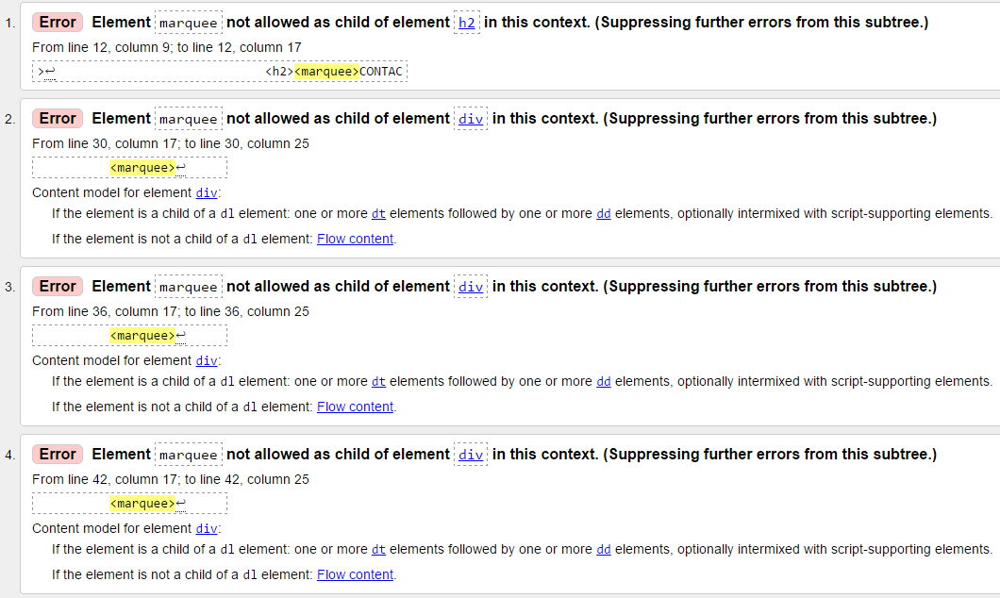 1. Error Element marquee not allowed as child of element h2 in this context. (Suppressing further errors from this subtree.)
From line 12, column 9; to line 12, column 17
>↩ <h2><marquee>CONTAC
2. Error Element marquee not allowed as child of element div in this context. (Suppressing further errors from this subtree.)
From line 30, column 17; to line 30, column 25
<marquee>↩
Content model for element div:
If the element is a child of a dl element: one or more dt elements followed by one or more dd elements, optionally intermixed with script-supporting elements.
If the element is not a child of a dl element: Flow content.
3. Error Element marquee not allowed as child of element div in this context. (Suppressing further errors from this subtree.)
From line 36, column 17; to line 36, column 25
<marquee>↩
Content model for element div:
If the element is a child of a dl element: one or more dt elements followed by one or more dd elements, optionally intermixed with script-supporting elements.
If the element is not a child of a dl element: Flow content.
4. Error Element marquee not allowed as child of element div in this context. (Suppressing further errors from this subtree.)
From line 42, column 17; to line 42, column 25
<marquee>↩
Content model for element div:
If the element is a child of a dl element: one or more dt elements followed by one or more dd elements, optionally intermixed with script-supporting elements.
If the element is not a child of a dl element: Flow content.